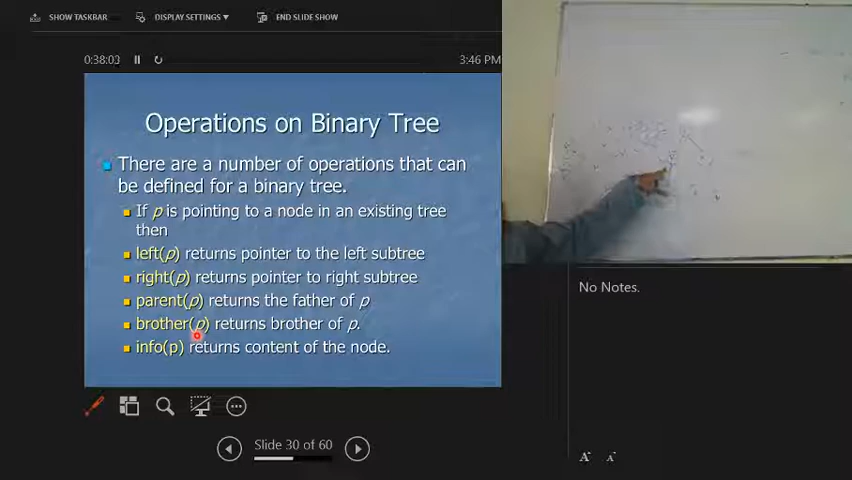 SHOW TASKBAR
DISPLAY SETTINGS ▾
END SLIDE SHOW
0:38:03
3:46 PM
Operations on Binary Tree
There are a number of operations that can
be defined for a binary tree.
If p is pointing to a node in an existing tree
then
left(p) returns pointer to the left subtree
right(p) returns pointer to right subtree
parent(p) returns the father of p
brother(p) returns brother of p.
info(p) returns content of the node.
Slide 30 of 60
No Notes.
A A